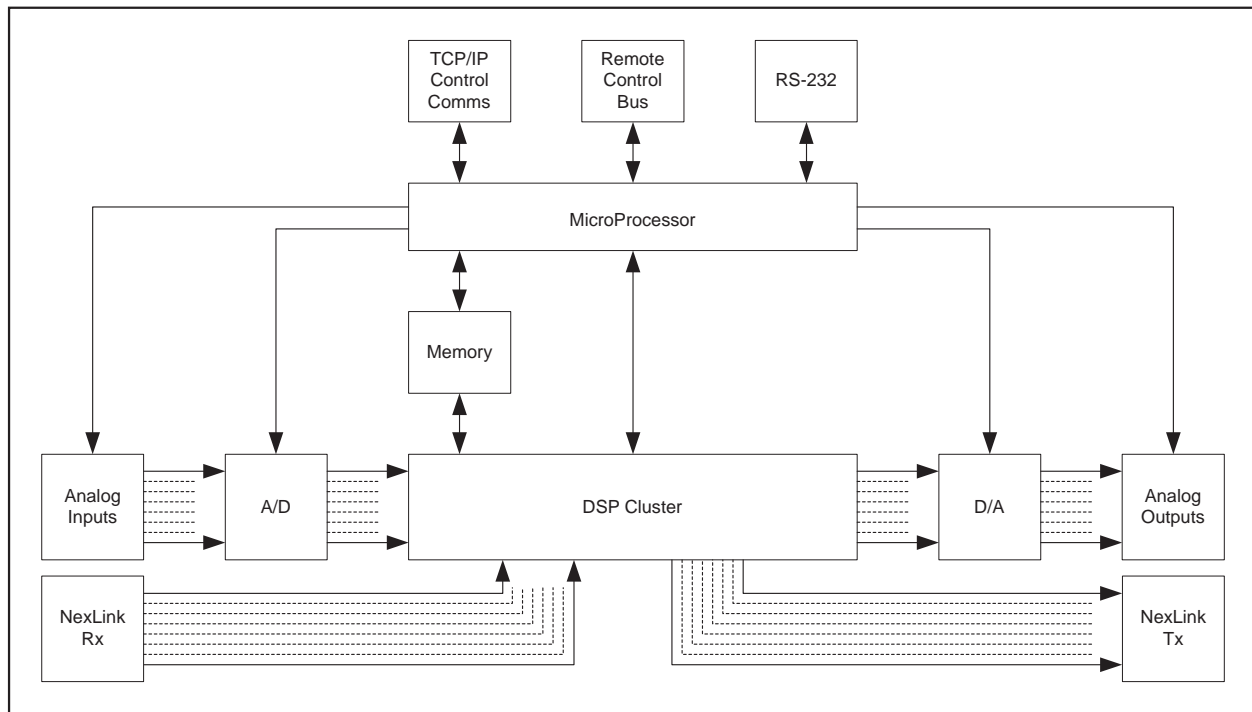 TCP/IP
Control
Comms
Remote
Control
Bus
RS-232
MicroProcessor
Memory
Analog
Inputs
A/D
DSP Cluster
D/A
Analog
Outputs
NexLink
Rx
NexLink
Tx